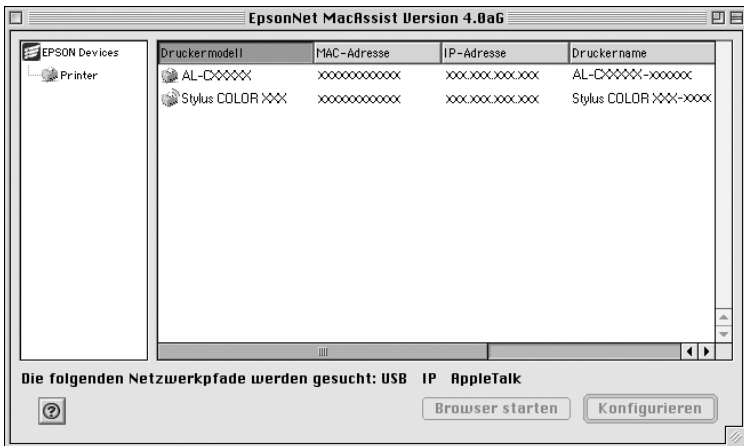 EpsonNet MacAssist Version 4.0aG
EPSON Devices
Printer
Druckermodell MAC-Adresse IP-Adresse Druckername
AL-CXXXXX XXXXXXXXXXXX XXX.XXX.XXX.XXX AL-CXXXXX-XXXXXX
Stylus COLOR XXX XXXXXXXXXXXX XXX.XXX.XXX.XXX Stylus COLOR XXX-XXXX
Die folgenden Netzwerkpfade werden gesucht: USB IP AppleTalk
?
Browser starten Konfigurieren